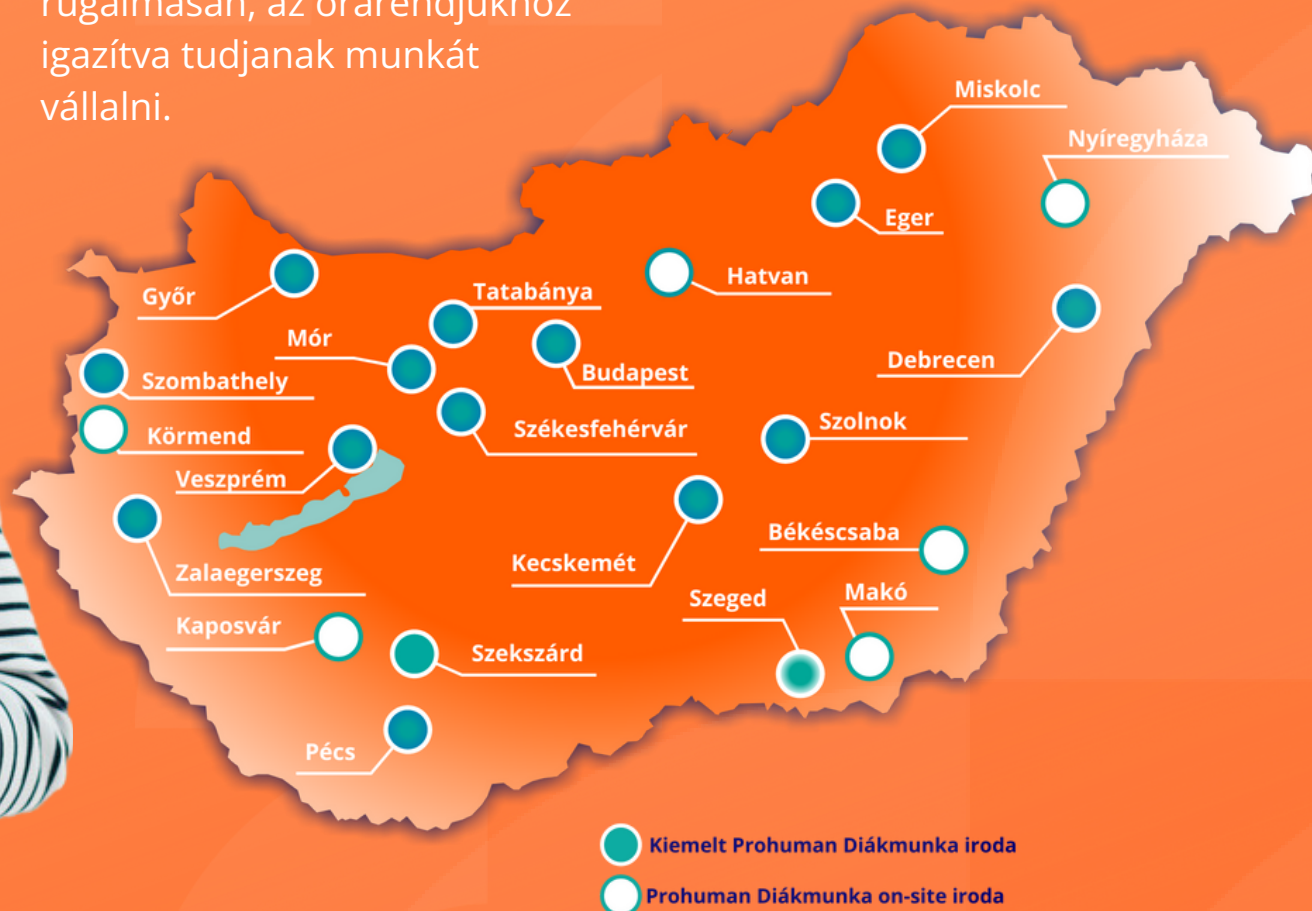 rugalmasan, az órarendjükhöz
igazítva tudjanak munkát
vállalni.
Miskolc
Nyíregyháza
Eger
Hatvan
Győr
Tatabánya
Mór
Debrecen
Budapest
Szombathely
Székesfehérvár
Szolnok
Körmend
Veszprém
Békéscsaba
Kecskemét
Zalaegerszeg
Makó
Szeged
Kaposvár
Szekszárd
Pécs
Kiemelt Prohuman Diákmunka iroda
Prohuman Diákmunka on-site iroda